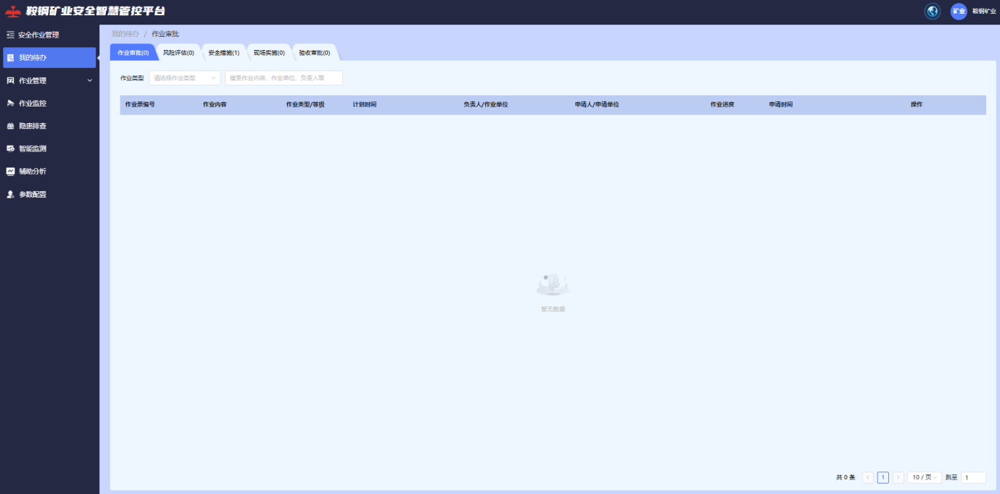 鞍钢矿业安全智慧管控平台
矿业 鞍钢矿业
安全作业管理
我的待办
作业管理
作业监控
隐患排查
智能监测
辅助分析
参数配置
我的待办 / 作业审批
作业审批(0) 风险评估(0) 安全措施(1) 现场实施(0) 验收审批(0)
作业类型 请选择作业类型 搜索作业内容、作业单位、负责人等
作业票编号 作业内容 作业类型/等级 计划时间 负责人/作业单位 申请人/申请单位 作业进度 申请时间 操作
暂无数据
共 0 条 < 1 > 10 / 页 跳至 1